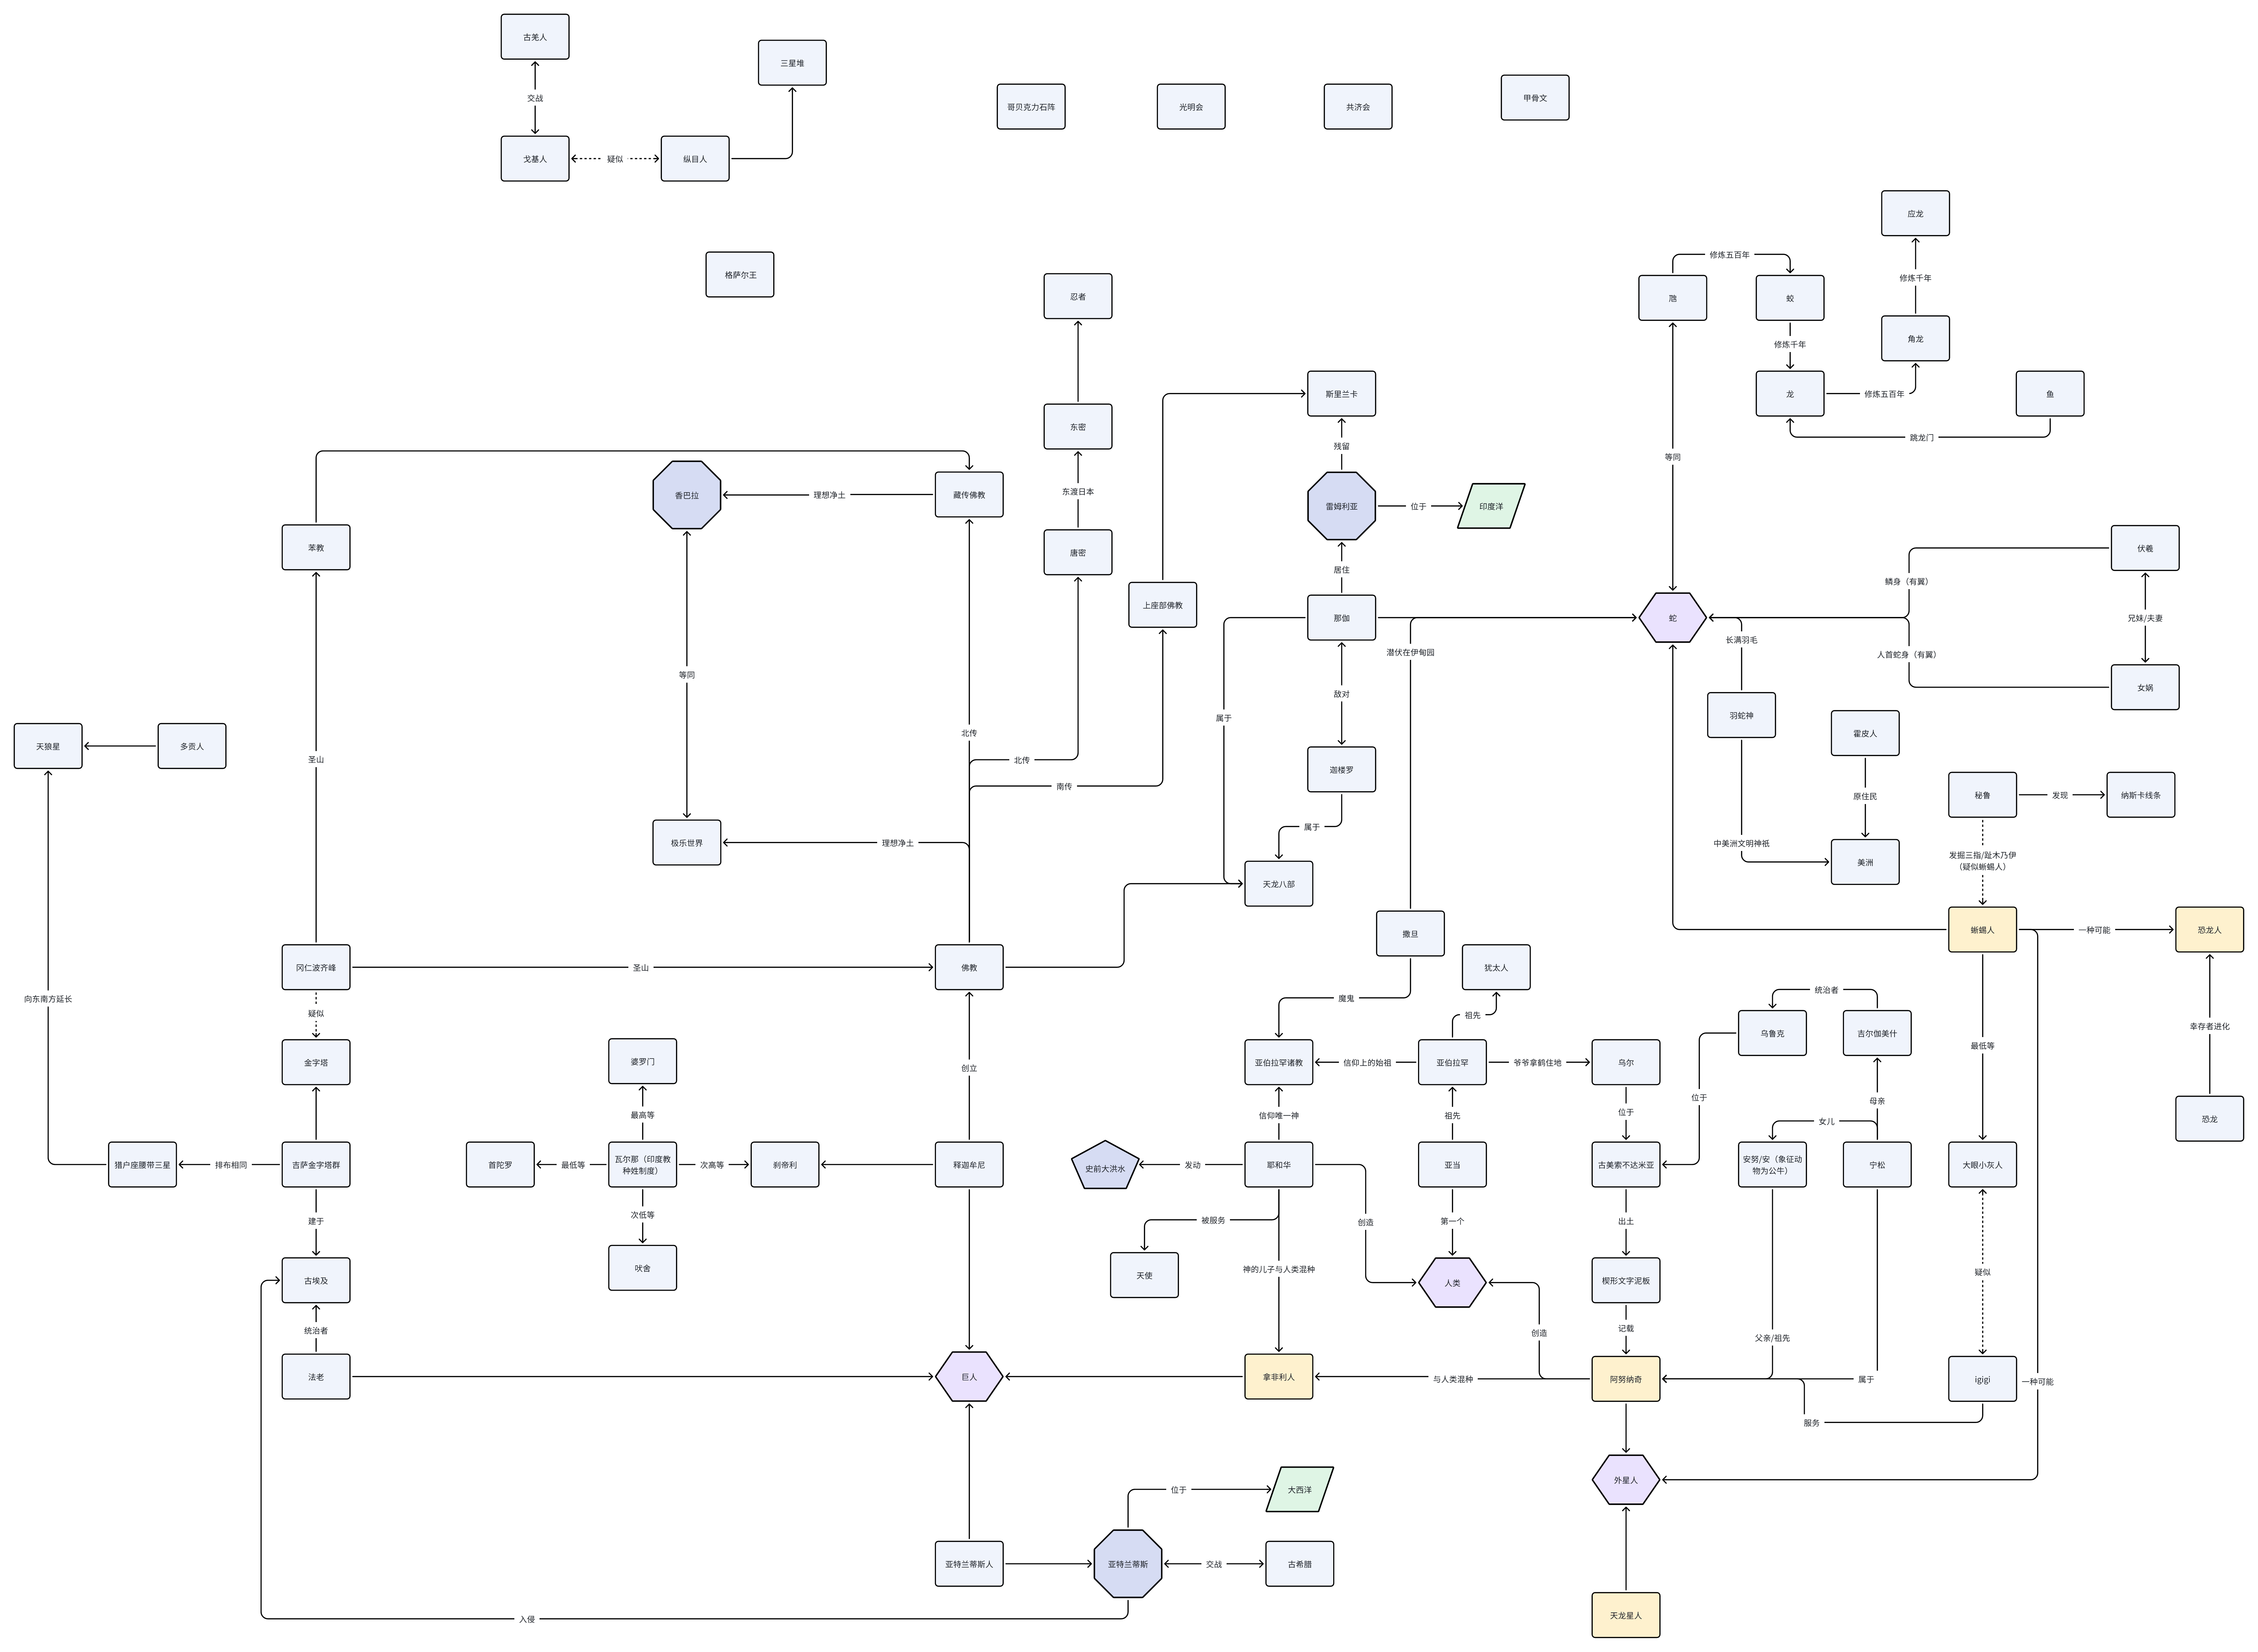 古羌人
三星堆
哥贝克力石阵
光明会
共济会
甲骨文
交战
戈基人
疑似
纵目人
应龙
格萨尔王
修炼五百年
修炼千年
忍者
虺
蛟
角龙
修炼千年
斯里兰卡
龙
修炼五百年
鱼
东密
跳龙门
残留
等同
香巴拉
理想净土
藏传佛教
东渡日本
雷姆利亚
位于
印度洋
苯教
唐密
伏羲
居住
鳞身（有翼）
上座部佛教
那伽
蛇
兄妹/夫妻
长满羽毛
潜伏在伊甸园
人首蛇身（有翼）
等同
敌对
女娲
属于
羽蛇神
北传
霍皮人
天狼星
多贡人
圣山
北传
迦楼罗
南传
原住民
秘鲁
发现
纳斯卡线条
属于
极乐世界
理想净土
中美洲文明神祇
发掘三指/趾木乃伊
（疑似蜥蜴人）
美洲
天龙八部
撒旦
蜥蜴人
一种可能
恐龙人
冈仁波齐峰
圣山
佛教
犹太人
统治者
向东南方延长
魔鬼
疑似
祖先
幸存者进化
乌鲁克
吉尔伽美什
最低等
金字塔
婆罗门
创立
亚伯拉罕诸教
信仰上的始祖
亚伯拉罕
爷爷拿鹤住地
乌尔
位于
母亲
最高等
信仰唯一神
祖先
位于
女儿
恐龙
猎户座腰带三星
排布相同
吉萨金字塔群
首陀罗
最低等
瓦尔那（印度教
种姓制度）
次高等
刹帝利
释迦牟尼
史前大洪水
发动
耶和华
亚当
古美索不达米亚
安努/安（象征动
物为公牛）
宁松
大眼小灰人
次低等
建于
被服务
创造
第一个
出土
吠舍
神的儿子与人类混种
疑似
天使
古埃及
人类
楔形文字泥板
统治者
创造
记载
父亲/祖先
法老
巨人
拿非利人
与人类混种
阿努纳奇
属于
igigi
一种可能
服务
外星人
位于
大西洋
亚特兰蒂斯人
亚特兰蒂斯
交战
古希腊
入侵
天龙星人